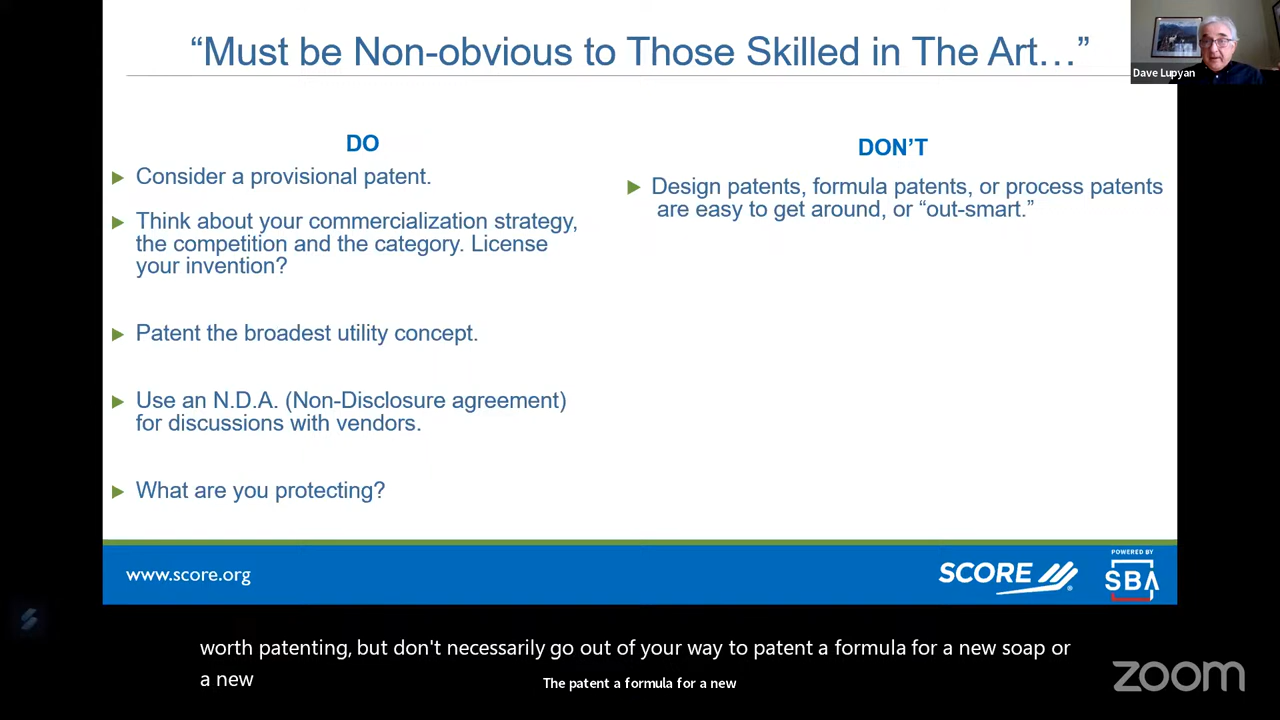 “Must be Non-obvious to Those Skilled in The Art…”
Dave Lupyan
DO
Consider a provisional patent.
Think about your commercialization strategy,
the competition and the category. License
your invention?
Patent the broadest utility concept.
Use an N.D.A. (Non-Disclosure agreement)
for discussions with vendors.
What are you protecting?
DON’T
Design patents, formula patents, or process patents
are easy to get around, or “out-smart.”
www.score.org
SCORE
®
POWERED BY
SBA
worth patenting, but don't necessarily go out of your way to patent a formula for a new soap or
a new
The patent a formula for a new
zoom